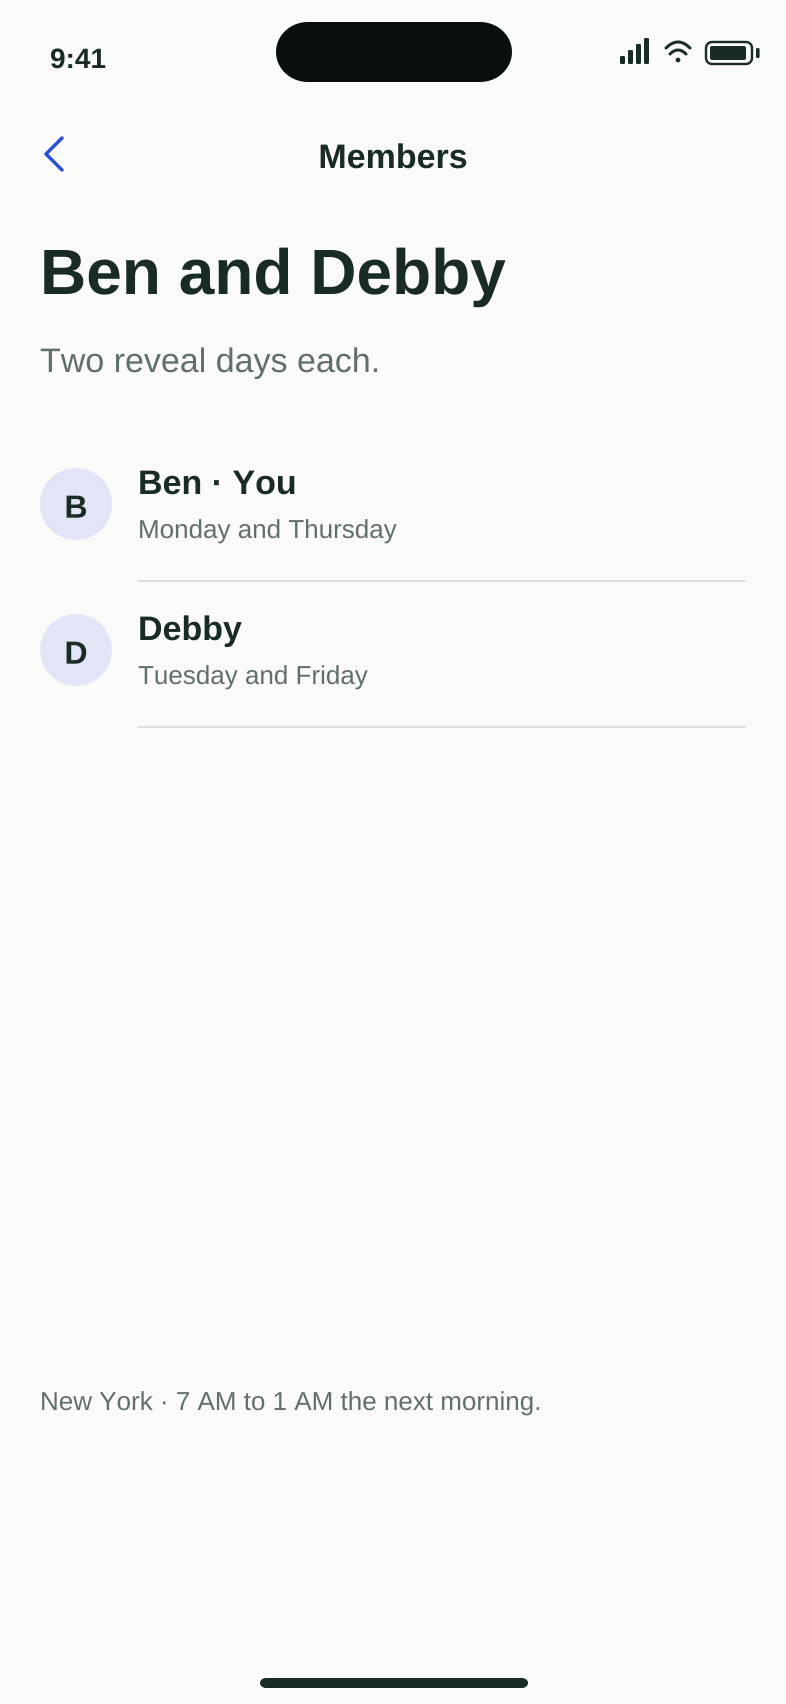 9:41
Members
Ben and Debby
Two reveal days each.
B
Ben · You
Monday and Thursday
D
Debby
Tuesday and Friday
New York · 7 AM to 1 AM the next morning.